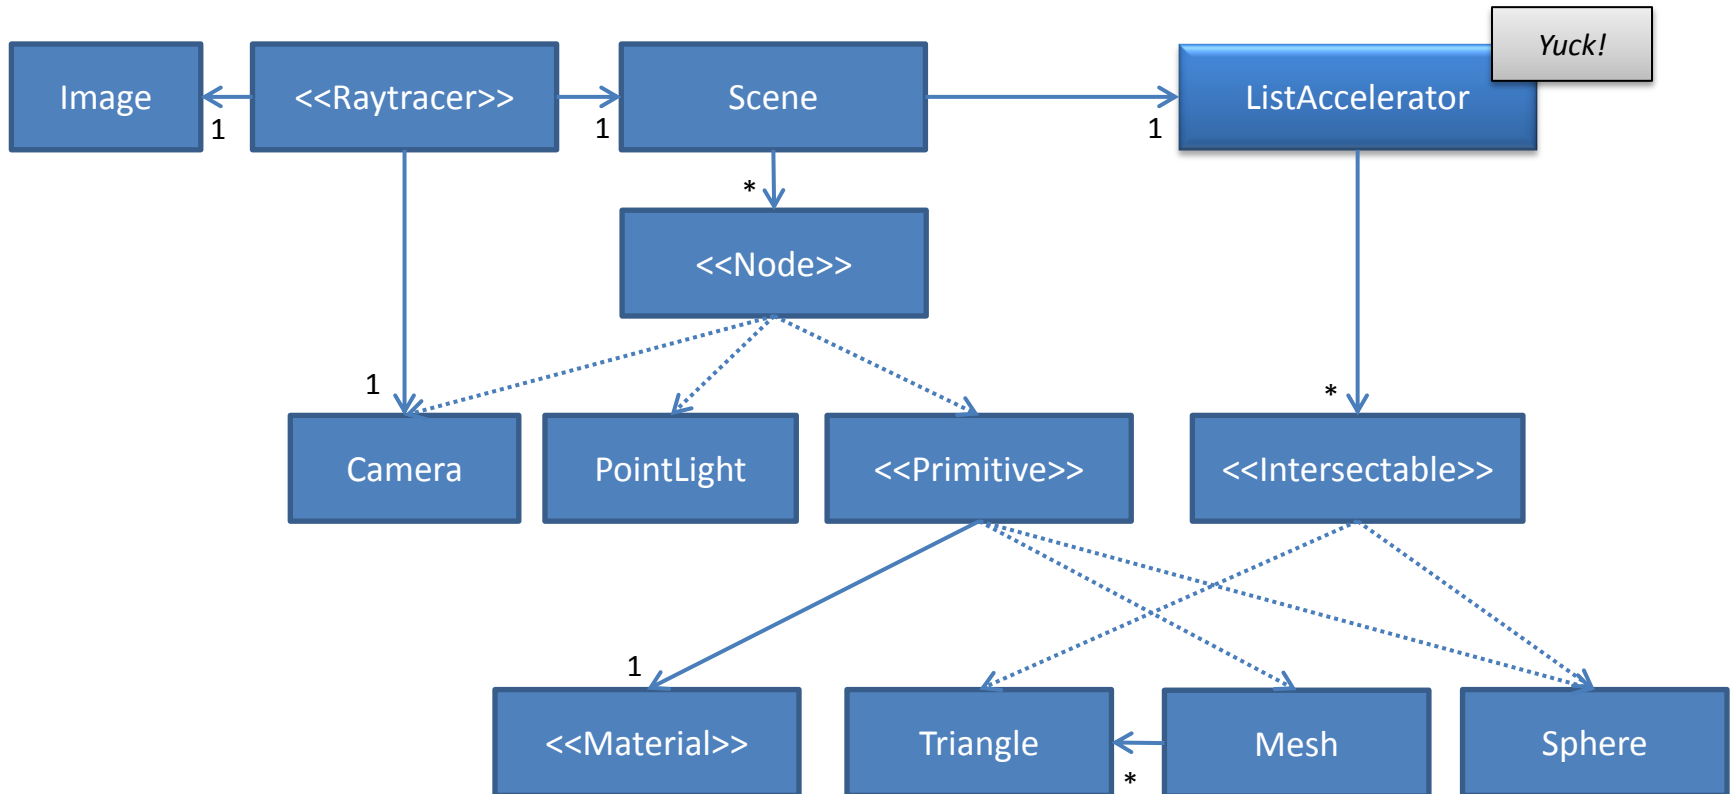 Yuck!
Image
<<Raytracer>>
Scene
ListAccelerator
1
1
1
*
<<Node>>
1
*
Camera
PointLight
<<Primitive>>
<<Intersectable>>
1
<<Material>>
Triangle
Mesh
Sphere
*